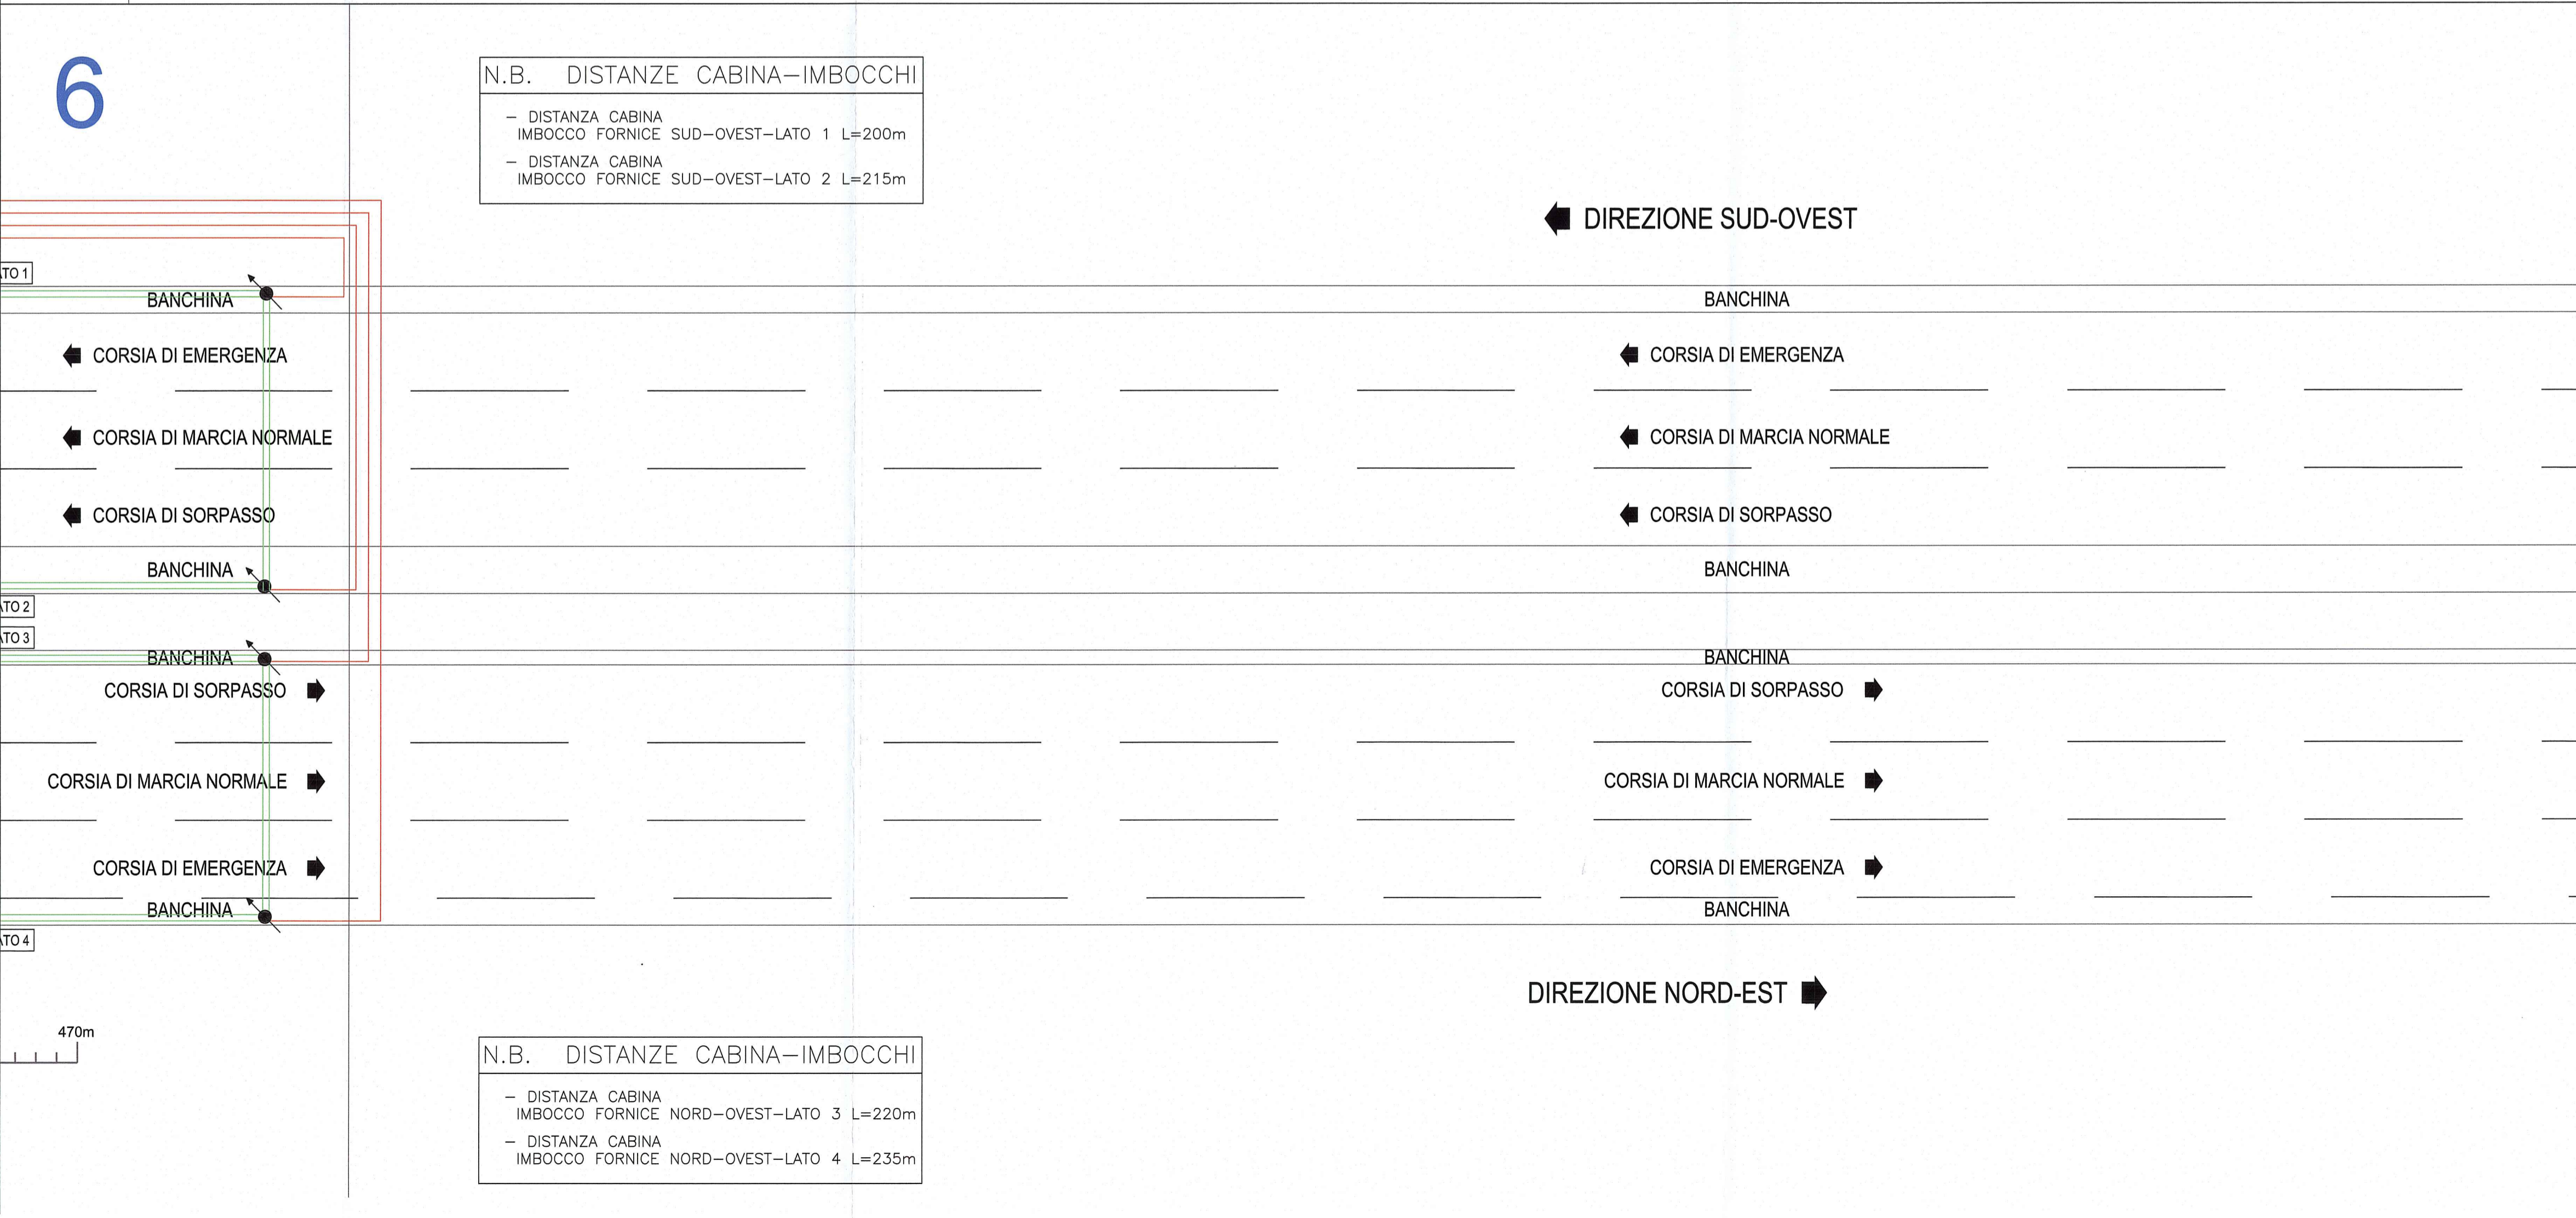 6
N.B. DISTANZE CABINA-IMBOCCHI
- DISTANZA CABINA
IMBOCCO FORNICE SUD-OVEST-LATO 1 L=200m
- DISTANZA CABINA
IMBOCCO FORNICE SUD-OVEST-LATO 2 L=215m
DIREZIONE SUD-OVEST
ATO 1
BANCHINA
BANCHINA
CORSIA DI EMERGENZA
CORSIA DI EMERGENZA
CORSIA DI MARCIA NORMALE
CORSIA DI MARCIA NORMALE
CORSIA DI SORPASSO
CORSIA DI SORPASSO
BANCHINA
BANCHINA
ATO 2
ATO 3
BANCHINA
BANCHINA
CORSIA DI SORPASSO
CORSIA DI SORPASSO
CORSIA DI MARCIA NORMALE
CORSIA DI MARCIA NORMALE
CORSIA DI EMERGENZA
CORSIA DI EMERGENZA
BANCHINA
BANCHINA
ATO 4
DIREZIONE NORD-EST
470m
N.B. DISTANZE CABINA-IMBOCCHI
- DISTANZA CABINA
IMBOCCO FORNICE NORD-OVEST-LATO 3 L=220m
- DISTANZA CABINA
IMBOCCO FORNICE NORD-OVEST-LATO 4 L=235m